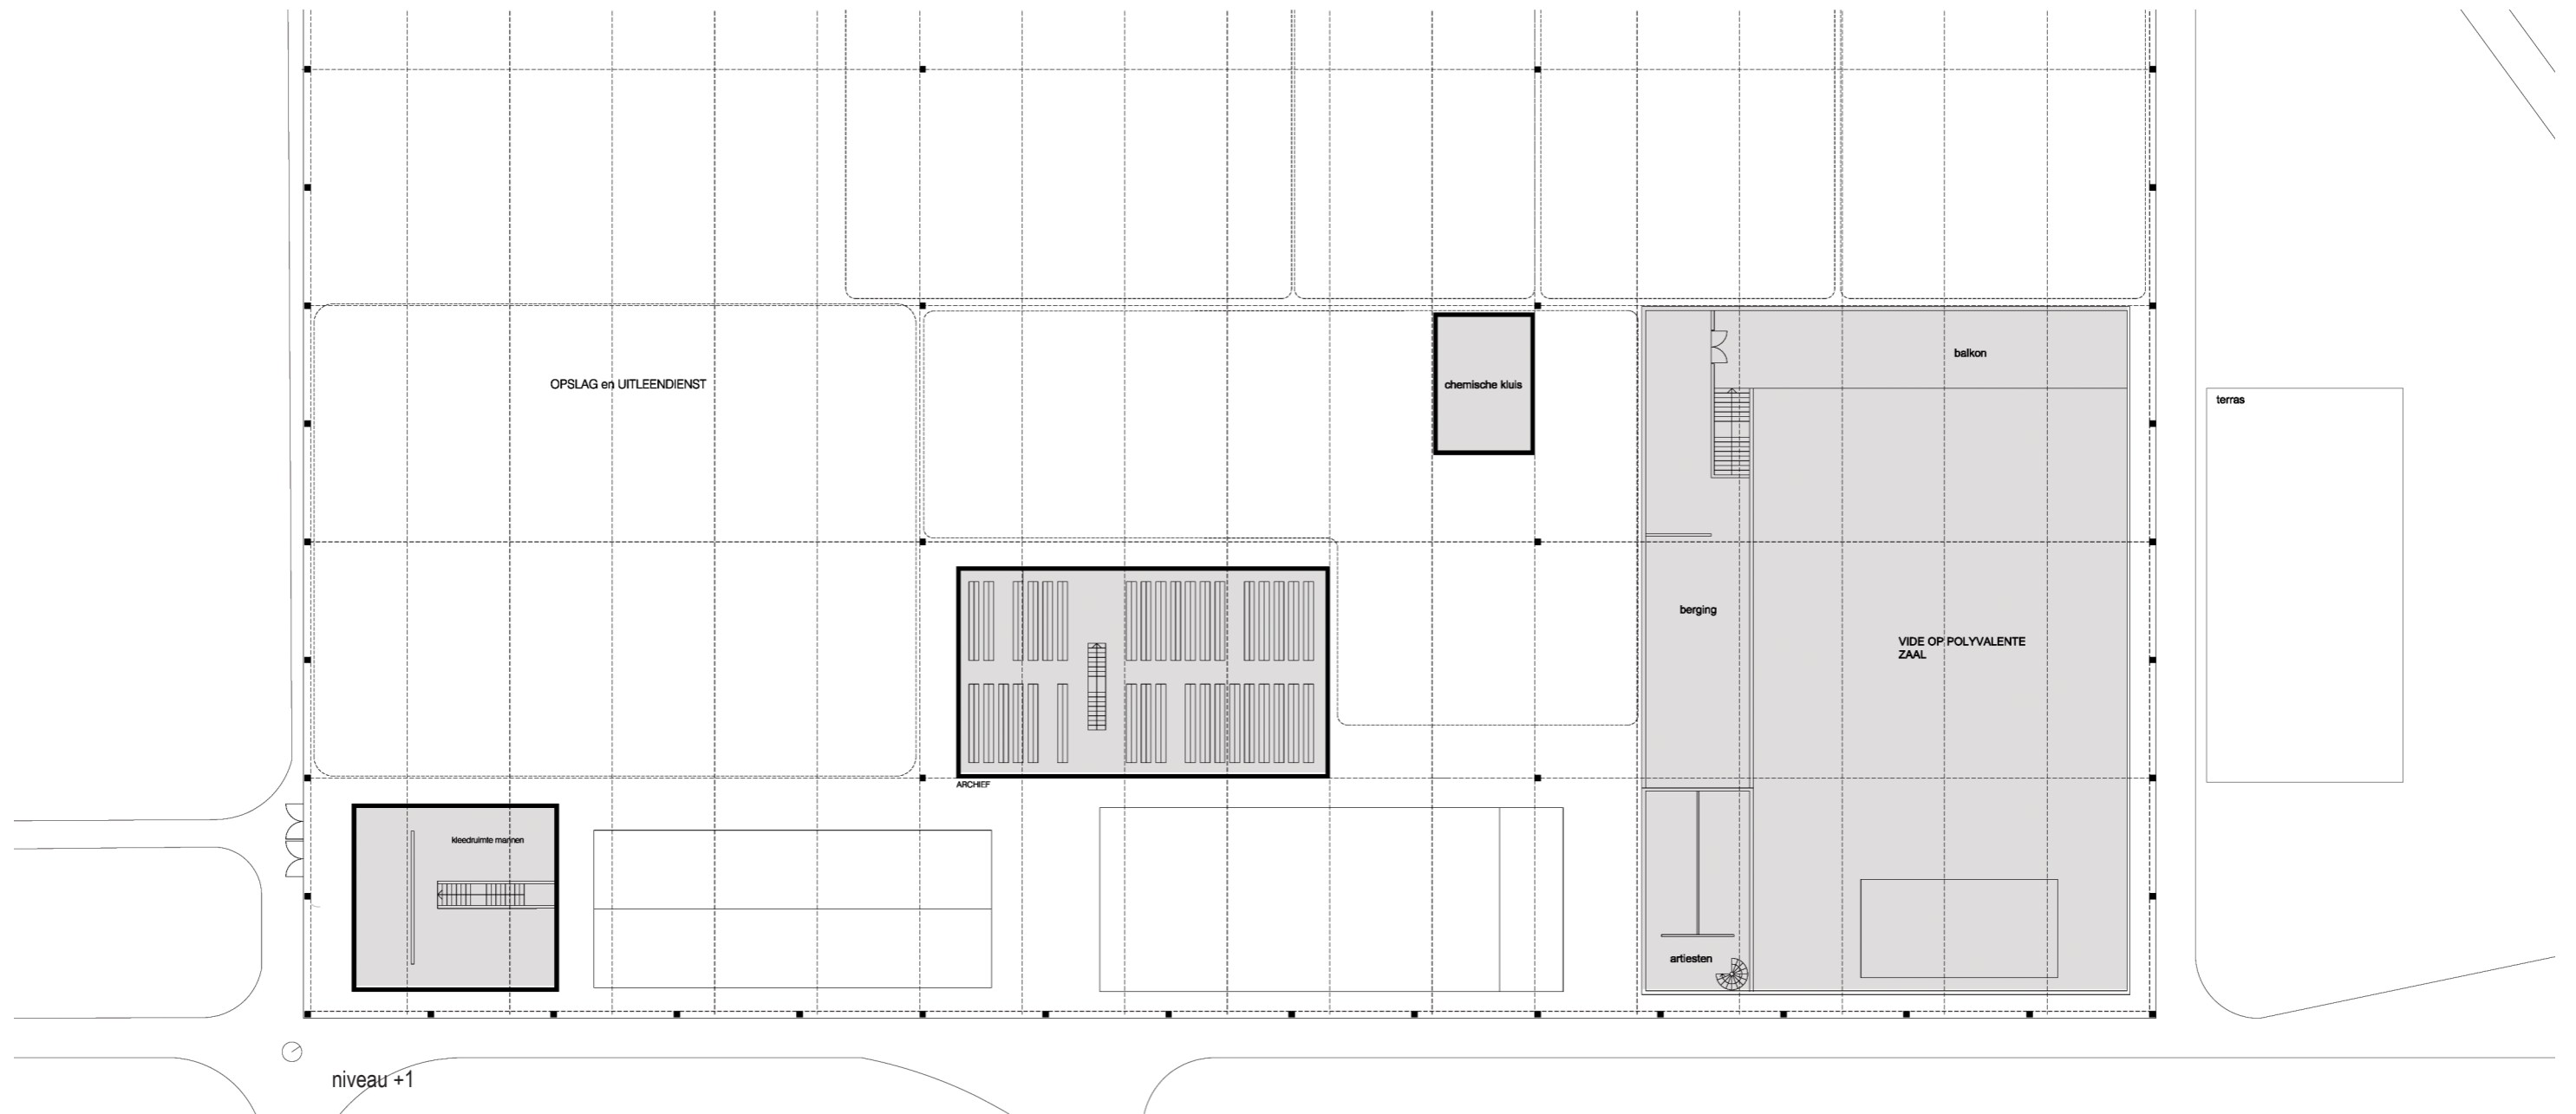 balkon
OPSLAG en UITLEENDIENST
chemische kluis
terras
berging
VIDE OP POLYVALENTE
ZAAL
ARCHIEF
kleedruimte mannen
artiesten
niveau +1